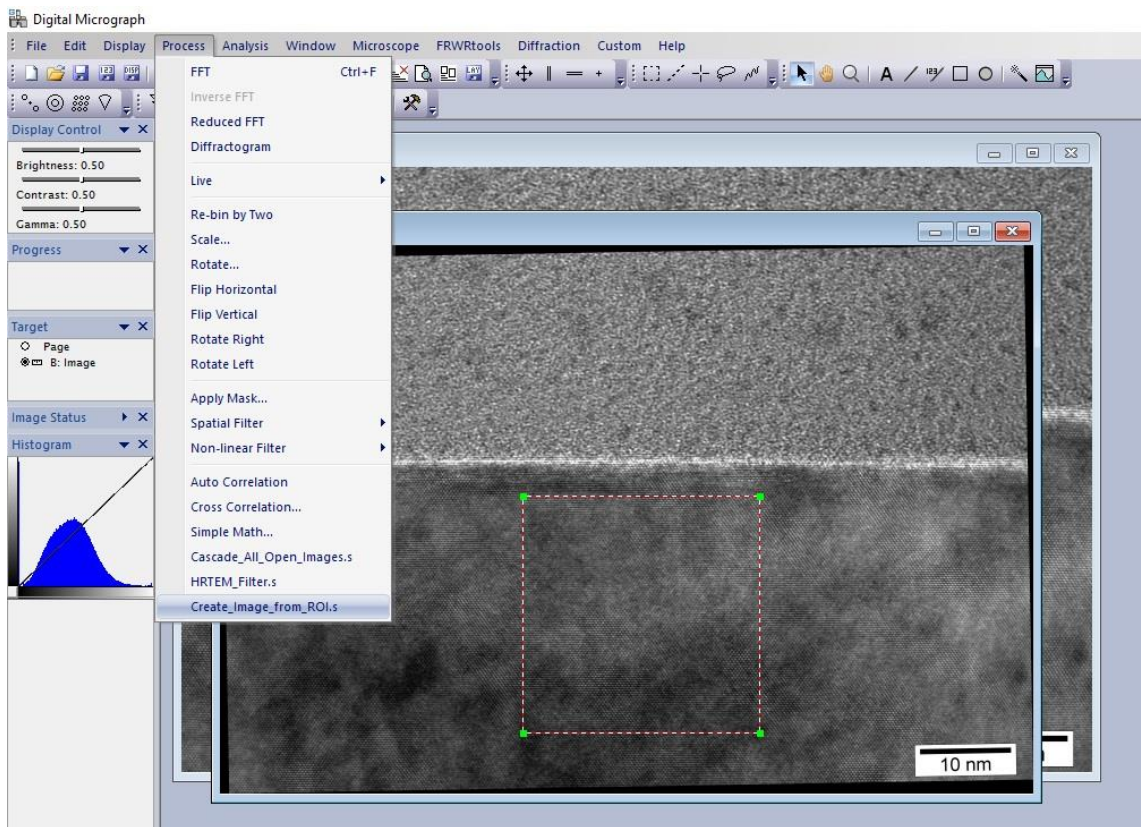 Digital Micrograph
File Edit Display Process Analysis Window Microscope FRWRtools Diffraction Custom Help
FFT Ctrl+F
Inverse FFT
Reduced FFT
Diffractogram
Live
Re-bin by Two
Scale...
Rotate...
Flip Horizontal
Flip Vertical
Rotate Right
Rotate Left
Apply Mask...
Spatial Filter
Non-linear Filter
Auto Correlation
Cross Correlation...
Simple Math...
Cascade_All_Open_Images.s
HRTEM_Filter.s
Create_Image_from_ROI.s
Display Control
Brightness: 0.50
Contrast: 0.50
Gamma: 0.50
Progress
Target
Page
B: Image
Image Status
Histogram
10 nm